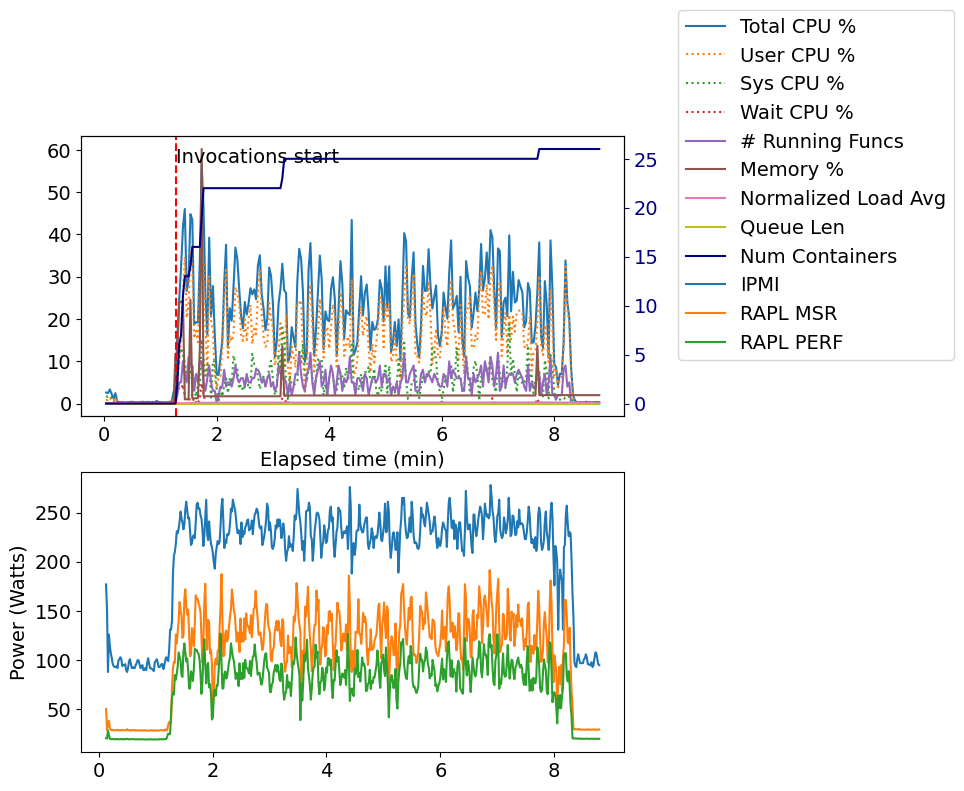 Total CPU %
User CPU %
Sys CPU %
Wait CPU %
# Running Funcs
Memory %
Normalized Load Avg
Queue Len
Num Containers
IPMI
RAPL MSR
RAPL PERF
Invocations start
60
50
40
30
20
10
0
25
20
15
10
5
0
0 2 4 6 8
Elapsed time (min)
Power (Watts)
250
200
150
100
50
0 2 4 6 8